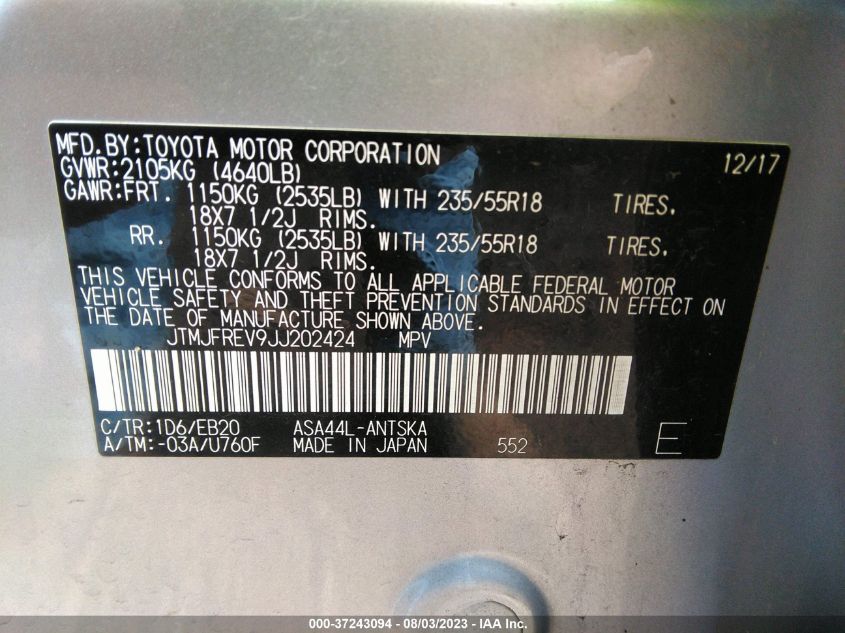 MFD.BY:TOYOTA MOTOR CORPORATION 12/17
GVWR:2105KG (4640LB)
GAWR:FRT. 1150KG (2535LB) WITH 235/55R18 TIRES.
18X7 1/2J RIMS.
RR. 1150KG (2535LB) WITH 235/55R18 TIRES.
18X7 1/2J RIMS.
THIS VEHICLE CONFORMS TO ALL APPLICABLE FEDERAL MOTOR
VEHICLE SAFETY AND THEFT PREVENTION STANDARDS IN EFFECT ON
THE DATE OF MANUFACTURE SHOWN ABOVE.
JTMJFREV9JJ202424 MPV
C/TR:1D6/EB20 ASA44L-ANTSKA
A/TM:-03A/U760F MADE IN JAPAN 552 E
000-37243094 - 08/03/2023 - IAA Inc.